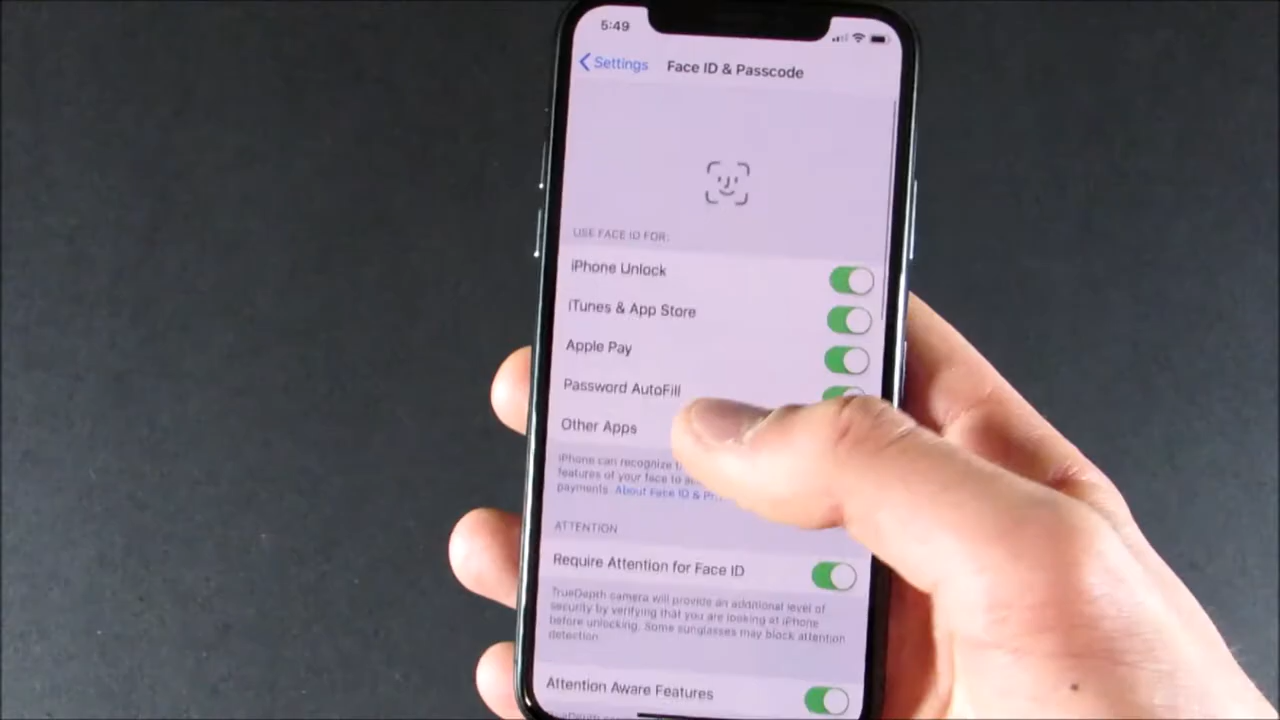 5:49
Settings
Face ID & Passcode
USE FACE ID FOR:
iPhone Unlock
iTunes & App Store
Apple Pay
Password AutoFill
Other Apps
iPhone can recognize
features of your face to
payments. About Face ID &
ATTENTION
Require Attention for Face ID
TrueDepth camera will provide an additional level of
security by verifying that you are looking at iPhone
before unlocking. Some sunglasses may block attention
detection.
Attention Aware Features
TrueDepth